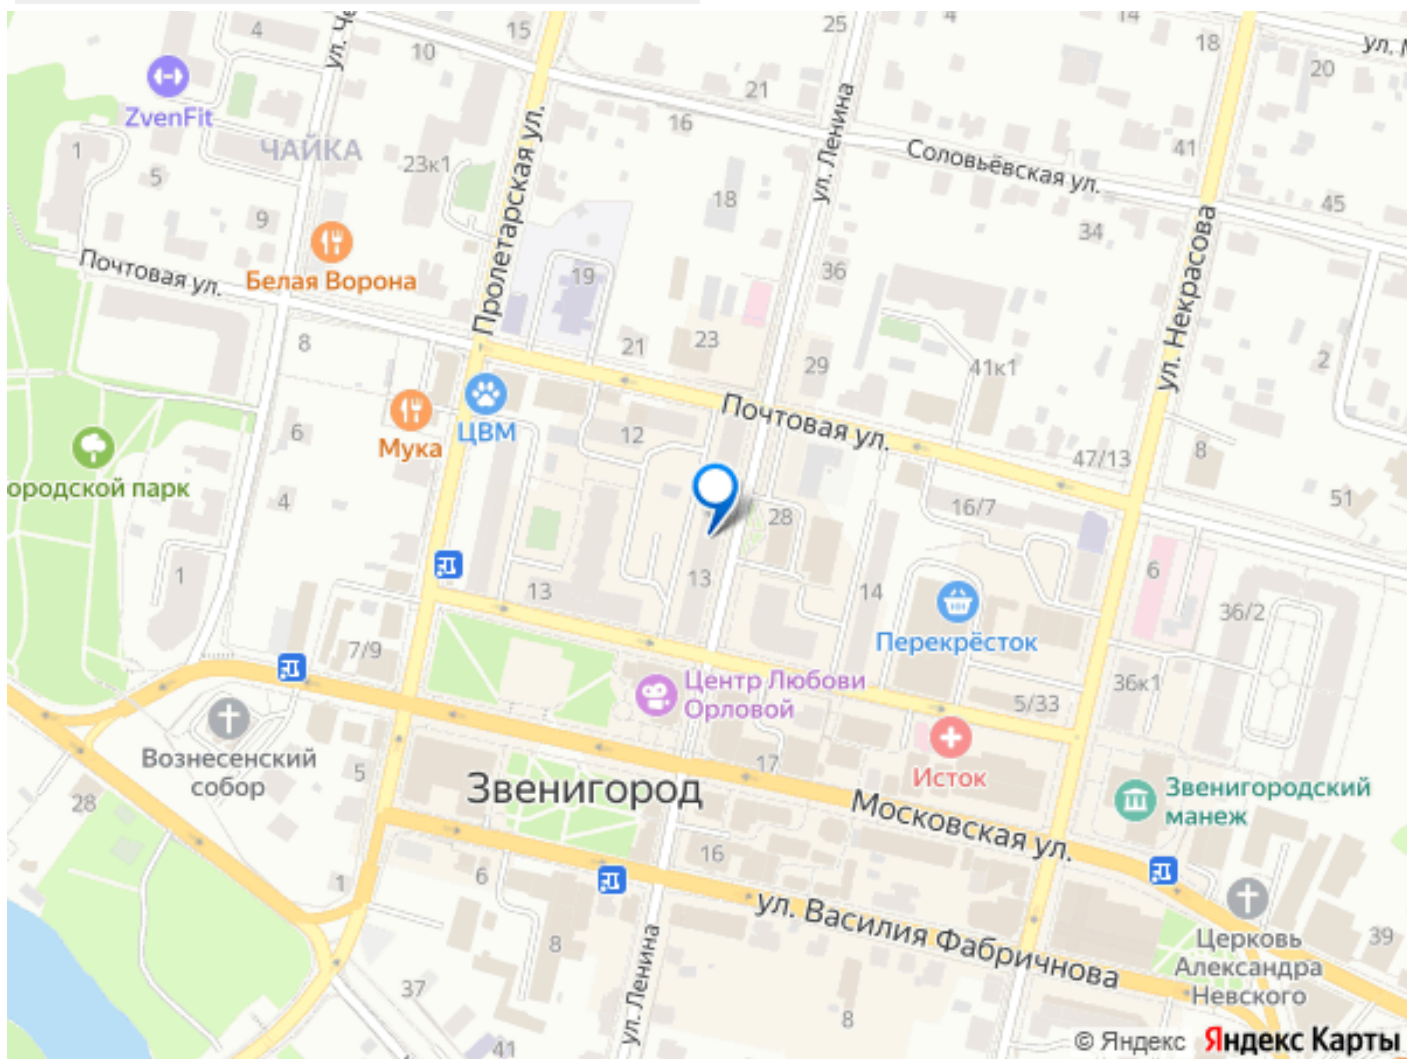 4
ул. Че
15
25
4
14
ул. М
10
18
20
ZvenFit
21
ул. Ленина
16
ЧАЙКА
1
23к1
Пролетарская ул.
41
Соловьёвская ул.
5
18
45
9
34
ул. Некрасова
Белая Ворона
Почтовая ул.
19
36
8
21
23
29
41к1
2
ЦВМ
Мука
6
12
Почтовая ул.
47/13
8
ородской парк
4
28
16/7
51
1
13
13
14
6
36/2
7/9
Перекрёсток
Центр Любови
Орловой
36к1
5/33
Вознесенский
собор
5
17
Исток
28
Звенигород
Звенигородский
манеж
Московская ул.
1
6
16
ул. Василия Фабричнова
8
ул. Ленина
39
Церковь
Александра
Невского
37
8
41
© Яндекс Яндекс Карты